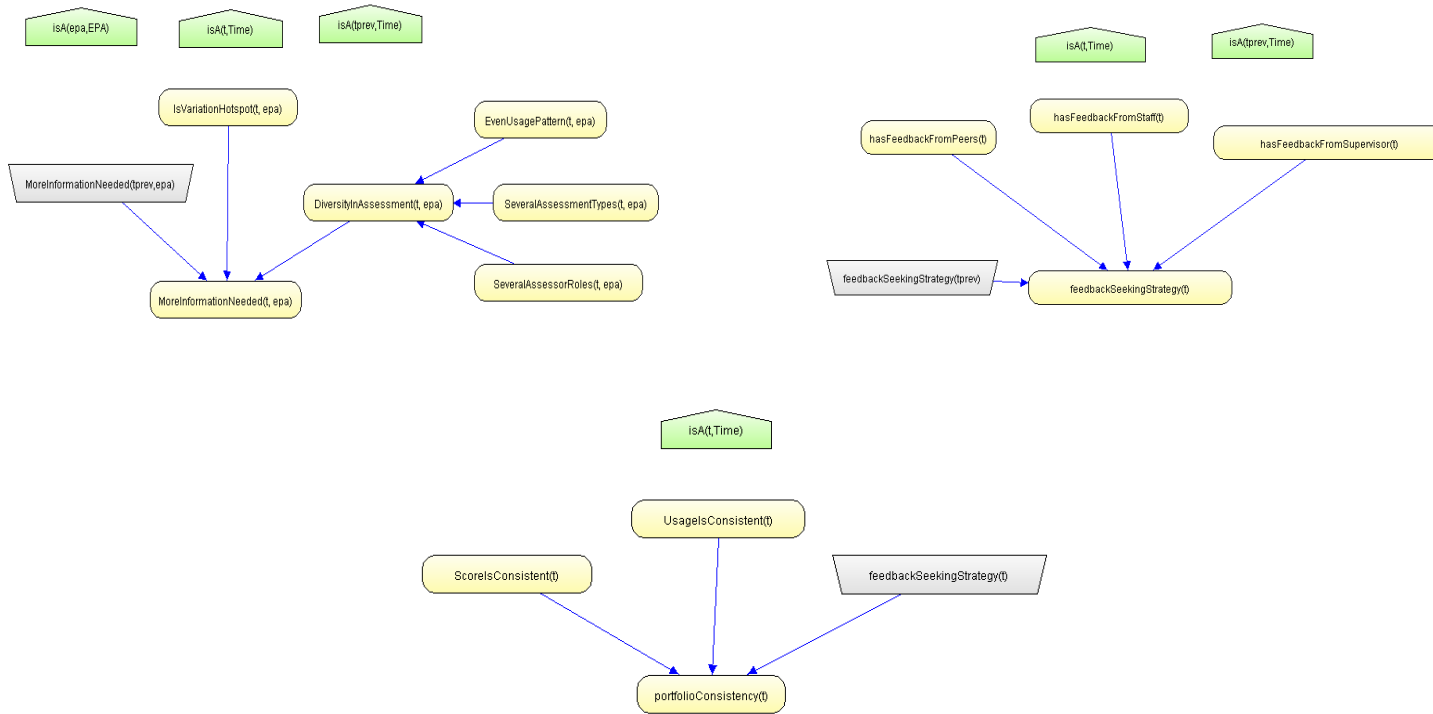 isA(epa,EPA)
isA(t,Time)
isA(tprev,Time)
IsVariationHotspot(t, epa)
EvenUsagePattern(t, epa)
MoreInformationNeeded(tprev,epa)
DiversityInAssessment(t, epa)
SeveralAssessmentTypes(t, epa)
SeveralAssessorRoles(t, epa)
MoreInformationNeeded(t, epa)
isA(t,Time)
isA(tprev,Time)
hasFeedbackFromPeers(t)
hasFeedbackFromStaff(t)
hasFeedbackFromSupervisor(t)
feedbackSeekingStrategy(tprev)
feedbackSeekingStrategy(t)
isA(t,Time)
UsageIsConsistent(t)
ScoreIsConsistent(t)
feedbackSeekingStrategy(t)
portfolioConsistency(t)